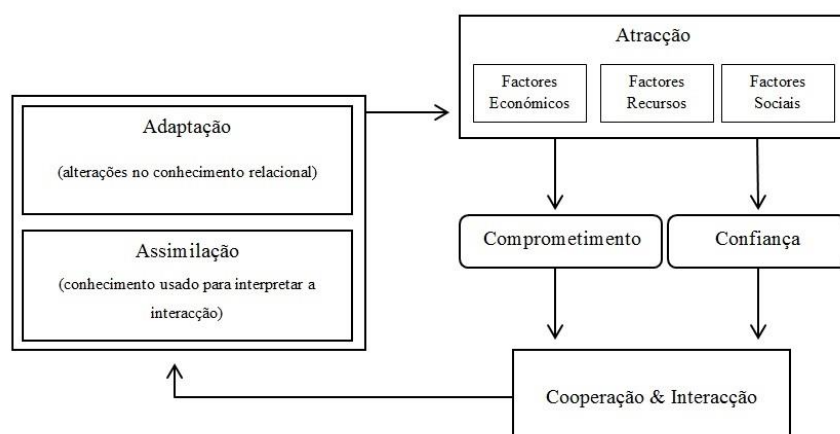 Atracção
Factores
Económicos
Factores
Recursos
Factores
Sociais
Adaptação
(alterações no conhecimento relacional)
Assimilação
(conhecimento usado para interpretar a
interacção)
Comprometimento
Confiança
Cooperação & Interacção